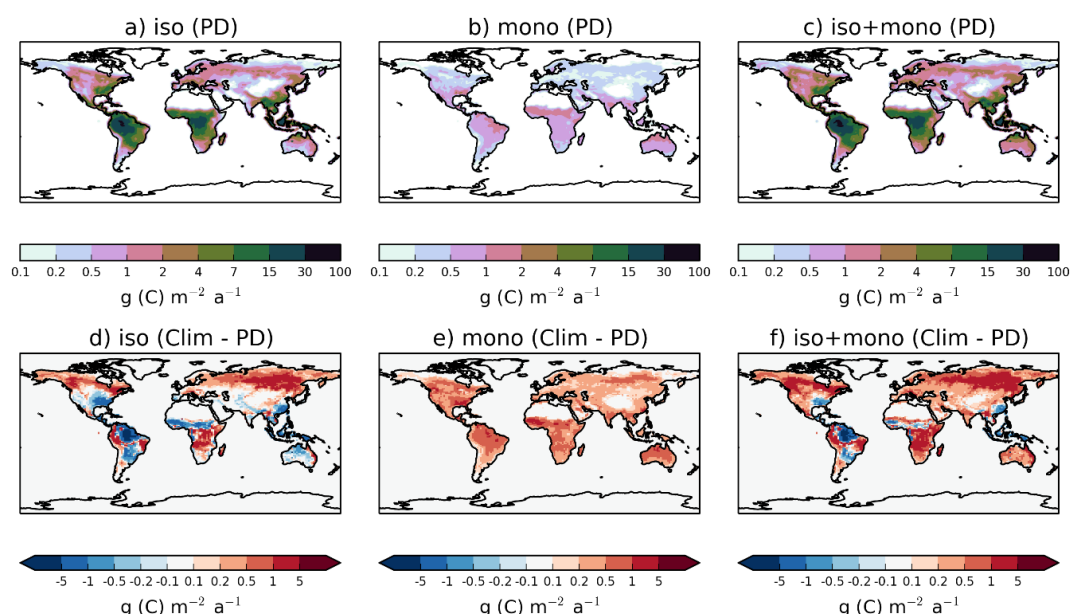 a) iso (PD)
b) mono (PD)
c) iso+mono (PD)
0.1 0.2 0.5 1 2 4 7 15 30 100
0.1 0.2 0.5 1 2 4 7 15 30 100
0.1 0.2 0.5 1 2 4 7 15 30 100
g (C) m⁻² a⁻¹
g (C) m⁻² a⁻¹
g (C) m⁻² a⁻¹
d) iso (Clim - PD)
e) mono (Clim - PD)
f) iso+mono (Clim - PD)
-5 -1 -0.5 -0.2 -0.1 0.1 0.2 0.5 1 5
-5 -1 -0.5 -0.2 -0.1 0.1 0.2 0.5 1 5
-5 -1 -0.5 -0.2 -0.1 0.1 0.2 0.5 1 5
g (C) m⁻² a⁻¹
g (C) m⁻² a⁻¹
g (C) m⁻² a⁻¹